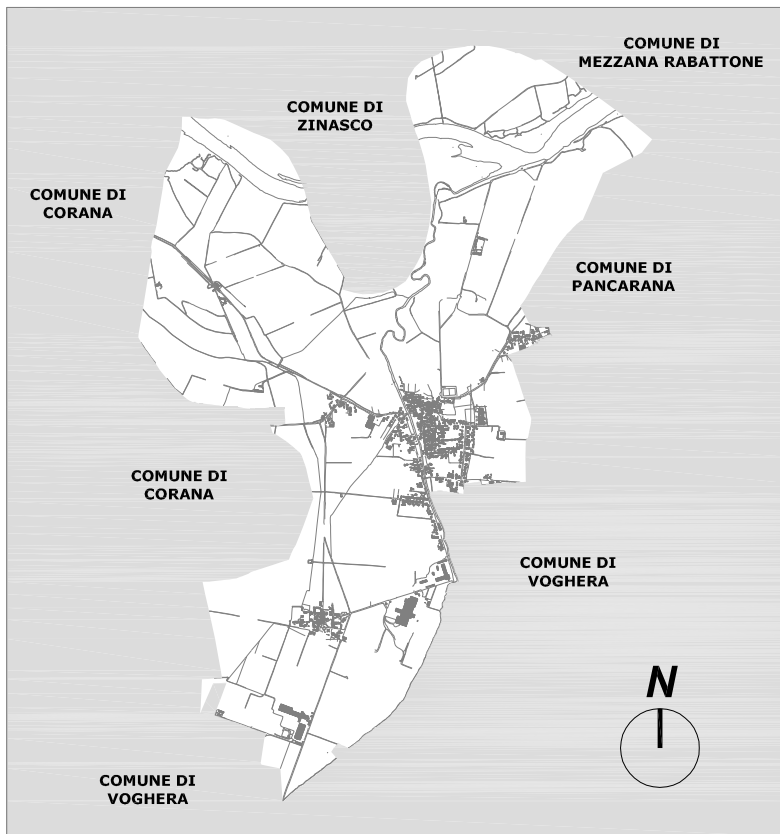 COMUNE DI
MEZZANA RABATTONE
COMUNE DI
ZINASCO
COMUNE DI
CORANA
COMUNE DI
PANCARANA
COMUNE DI
CORANA
COMUNE DI
VOGHERA
N
COMUNE DI
VOGHERA